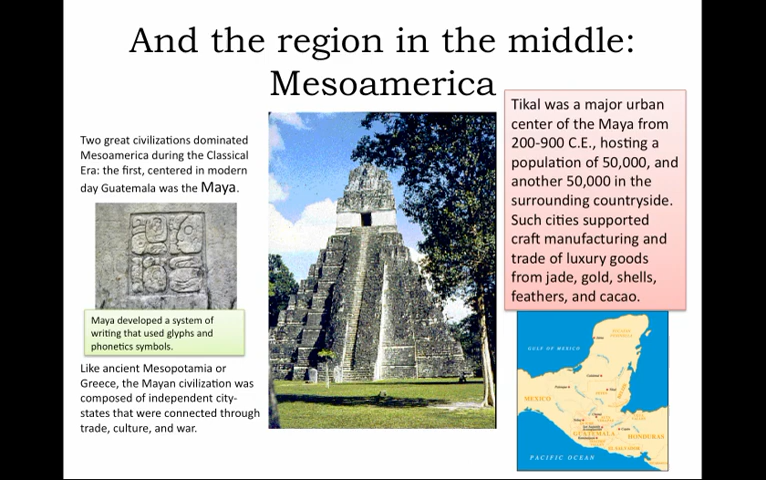 And the region in the middle:
Mesoamerica
Two great civilizations dominated
Mesoamerica during the Classical
Era: the first, centered in modern
day Guatemala was the Maya.
Maya developed a system of
writing that used glyphs and
phonetics symbols.
Like ancient Mesopotamia or
Greece, the Mayan civilization was
composed of independent city-
states that were connected through
trade, culture, and war.
Tikal was a major urban
center of the Maya from
200-900 C.E., hosting a
population of 50,000, and
another 50,000 in the
surrounding countryside.
Such cities supported
craft manufacturing and
trade of luxury goods
from jade, gold, shells,
feathers, and cacao.
GULF OF MEXICO
MEXICO
GUATEMALA
HONDURAS
EL SALVADOR
PACIFIC OCEAN